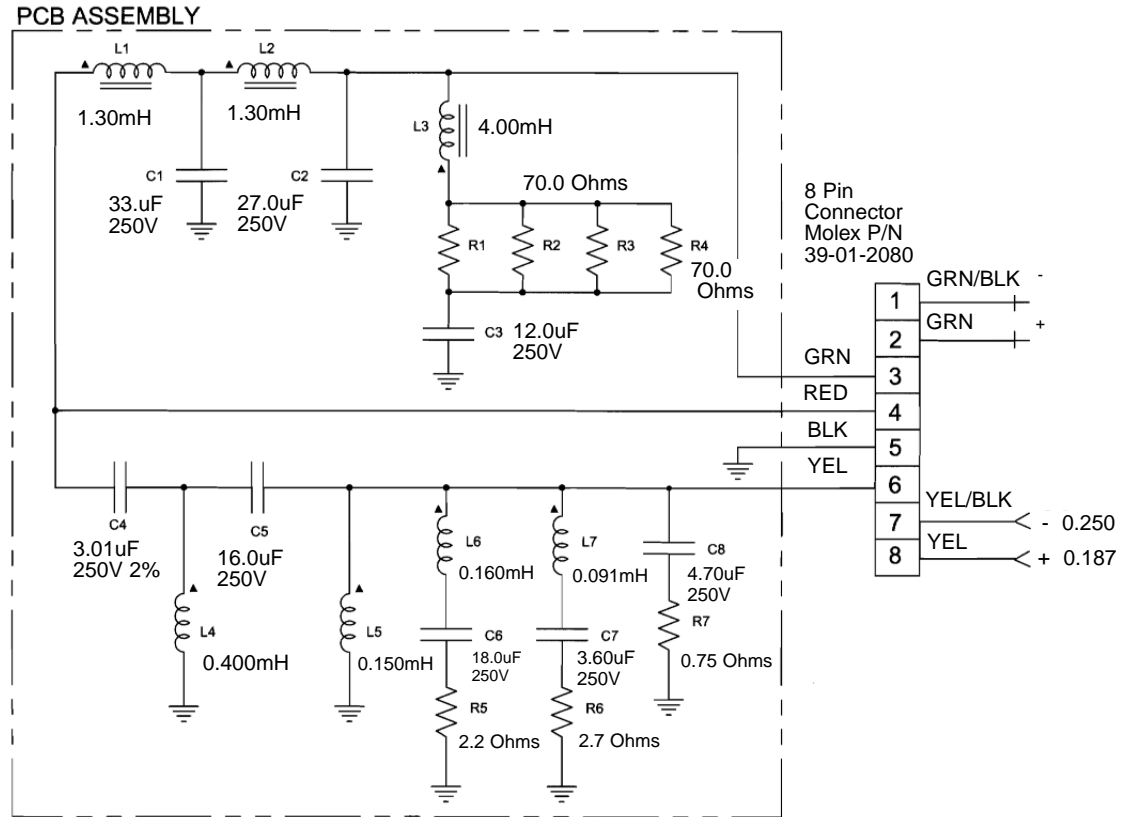 PCB ASSEMBLY
L1
L2
1.30mH
1.30mH
L3
4.00mH
C1
C2
33.uF
250V
27.0uF
250V
70.0 Ohms
R1
R2
R3
R4
70.0
Ohms
C3
12.0uF
250V
8 Pin
Connector
Molex P/N
39-01-2080
GRN/BLK -
GRN +
1
2
3
4
5
6
7
8
GRN
RED
BLK
YEL
YEL/BLK
- 0.250
YEL
+ 0.187
C4
3.01uF
250V 2%
C5
16.0uF
250V
L4
0.400mH
L5
0.150mH
L6
0.160mH
L7
0.091mH
C8
4.70uF
250V
C6
18.0uF
250V
C7
3.60uF
250V
R7
0.75 Ohms
R5
2.2 Ohms
R6
2.7 Ohms